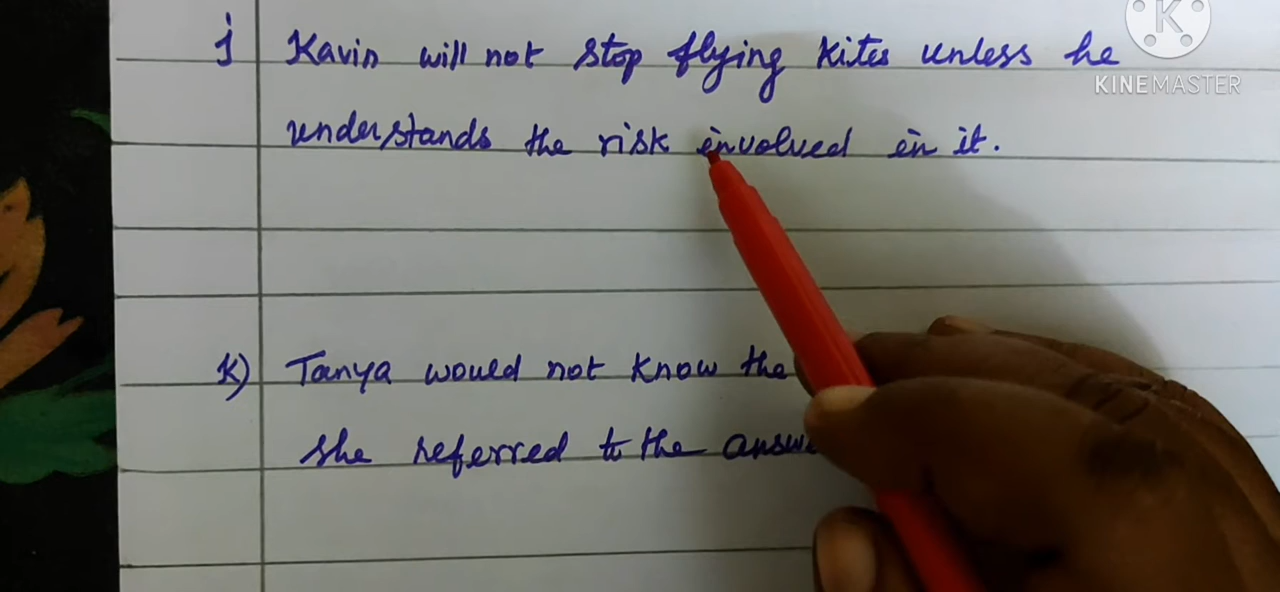 j Kavin will not stop flying kites unless he
understands the risk involved in it.
K) Tanya would not know the
she referred to the
K
KINEMASTER